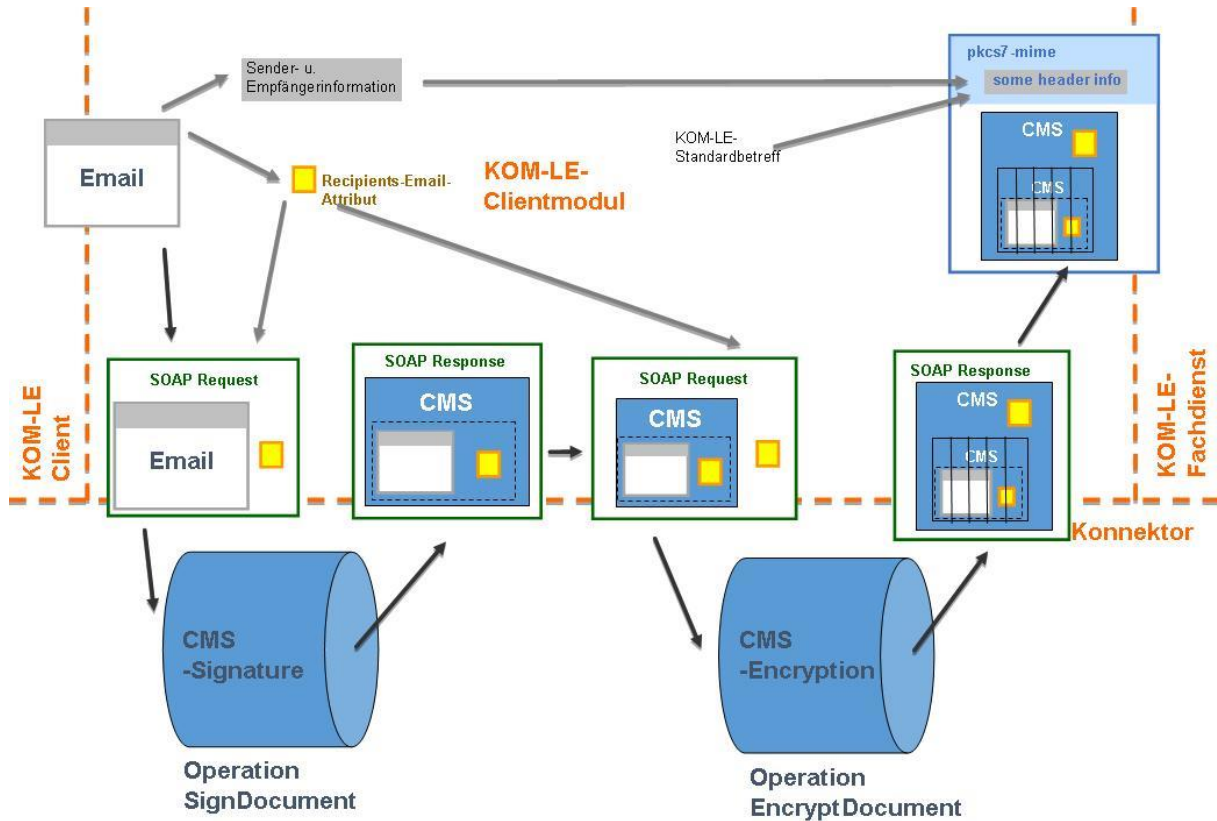 Sender- u.
Empfängerinformation
pkcs7-mime
some header info
KOM-LE-
Standardbetreff
CMS
CMS
Email
Recipients-Email-
Attribut
KOM-LE-
Clientmodul
KOM-LE
Client
SOAP Request
Email
SOAP Response
CMS
SOAP Request
CMS
SOAP Response
CMS
CMS
KOM-LE-
Fachdienst
Konnektor
CMS
-Signature
CMS
-Encryption
Operation
SignDocument
Operation
EncryptDocument